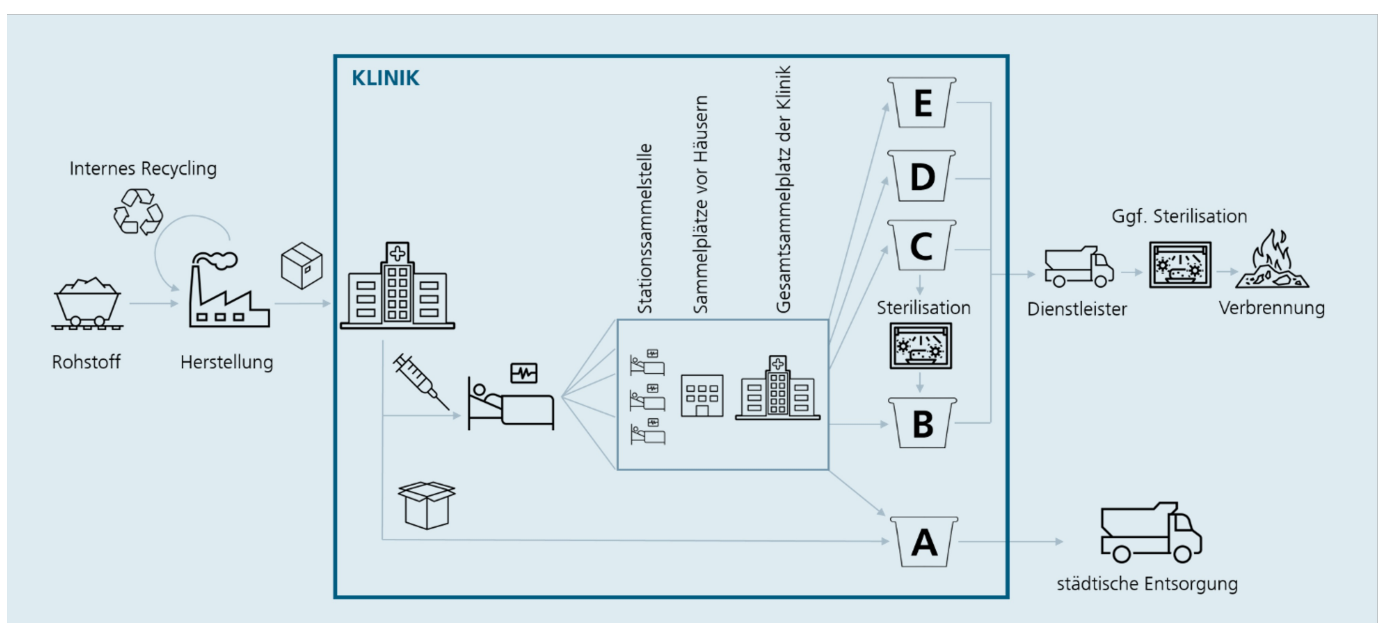 KLINIK
Internes Recycling
Rohstoff
Herstellung
Stationssammelstelle
Sammelplätze vor Häusern
Gesamtsammelplatz der Klinik
E
D
C
Sterilisation
B
A
Dienstleister
Ggf. Sterilisation
Verbrennung
städtische Entsorgung